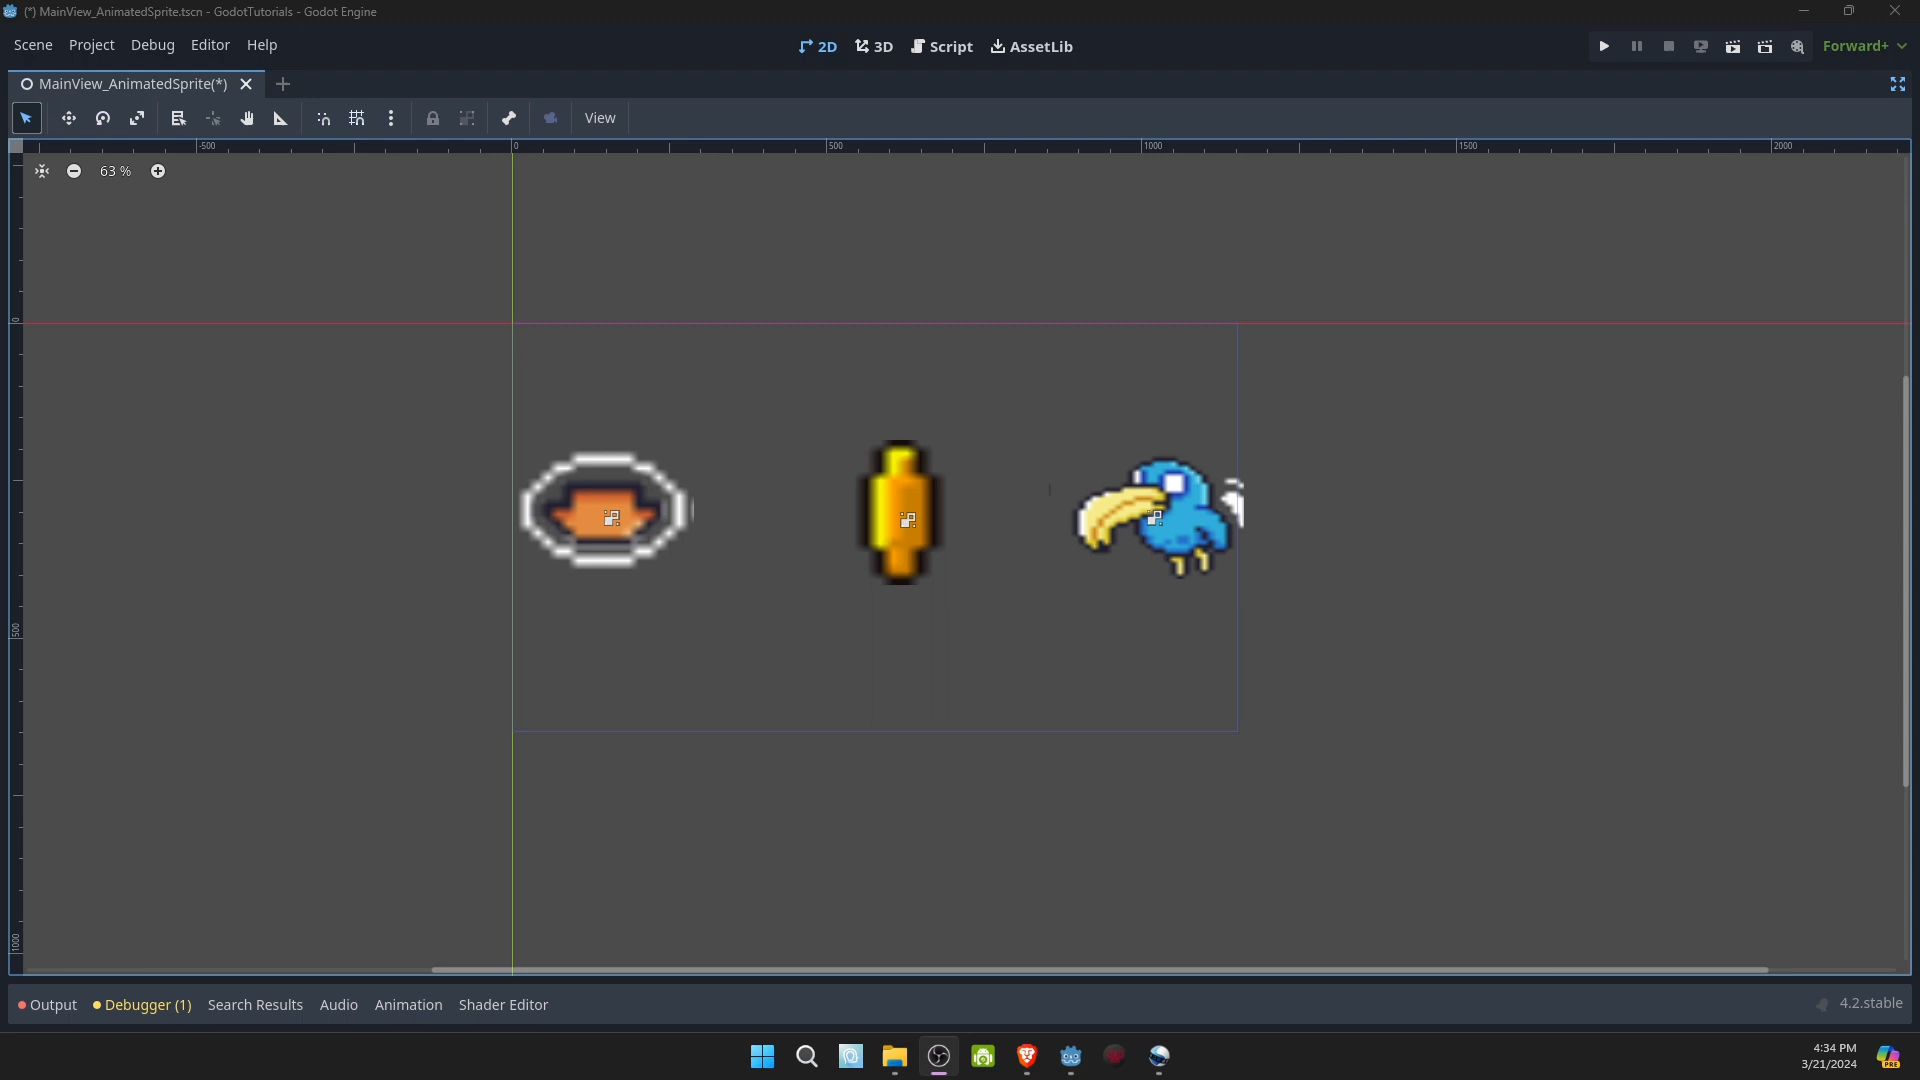 (*) MainView_AnimatedSprite.tscn - GodotTutorials - Godot Engine
Scene Project Debug Editor Help
2D 3D Script AssetLib
Forward+
MainView_AnimatedSprite(*)
View
-500 0 500 1000 1500 2000
63 %
0
500
1000
Output Debugger (1) Search Results Audio Animation Shader Editor
4.2.stable
4:34 PM
3/21/2024
PRE